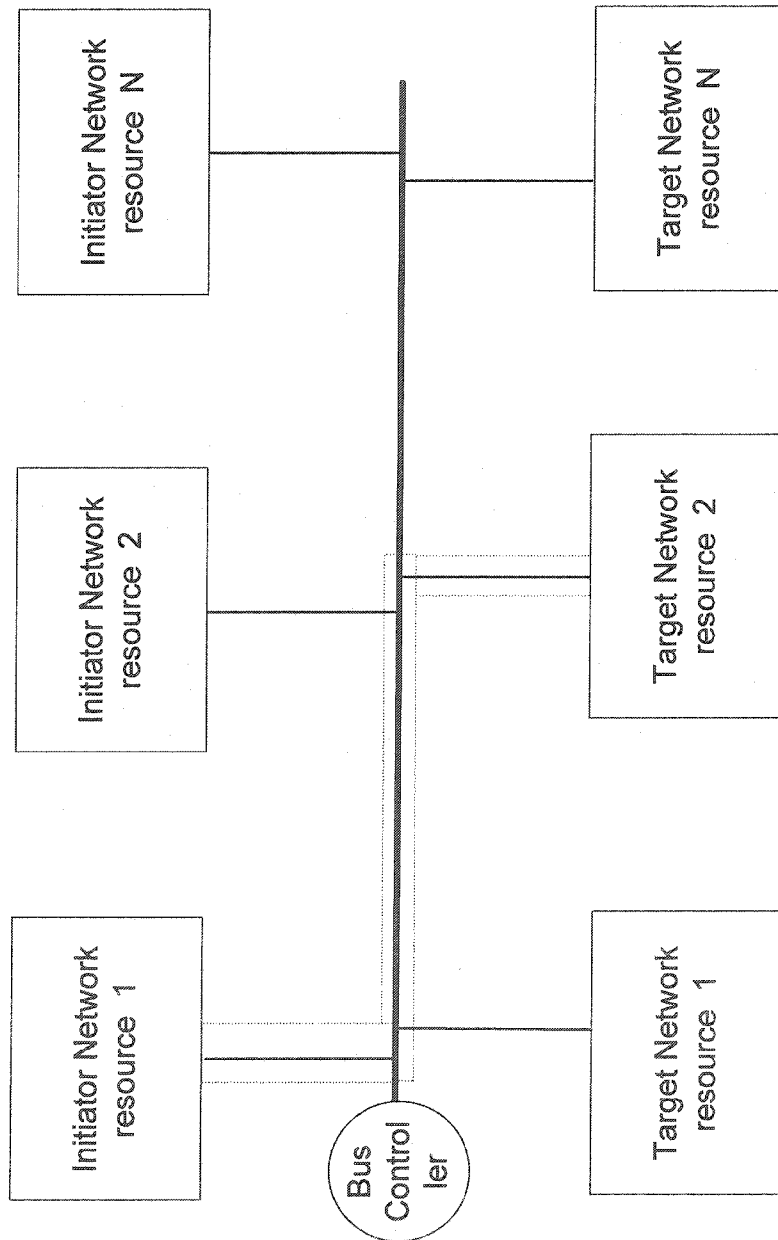 Initiator Network
resource 1
Initiator Network
resource 2
Initiator Network
resource N
Bus
Control
ler
Target Network
resource 1
Target Network
resource 2
Target Network
resource N